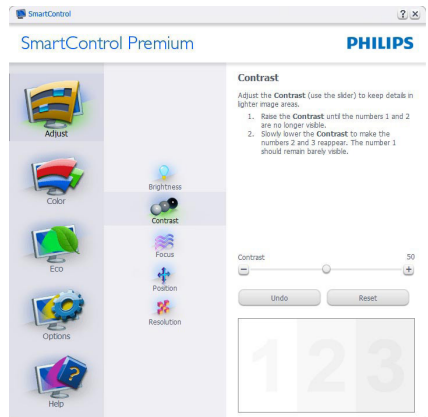 SmartControl
SmartControl Premium
PHILIPS
Adjust
Color
Eco
Options
Help
Brightness
Contrast
Focus
Position
Resolution
Contrast
Adjust the Contrast (use the slider) to keep details in
lighter image areas.
1. Raise the Contrast until the numbers 1 and 2
are no longer visible.
2. Slowly lower the Contrast to make the
numbers 2 and 3 reappear. The number 1
should remain barely visible.
Contrast 50
Undo Reset
1 2 3